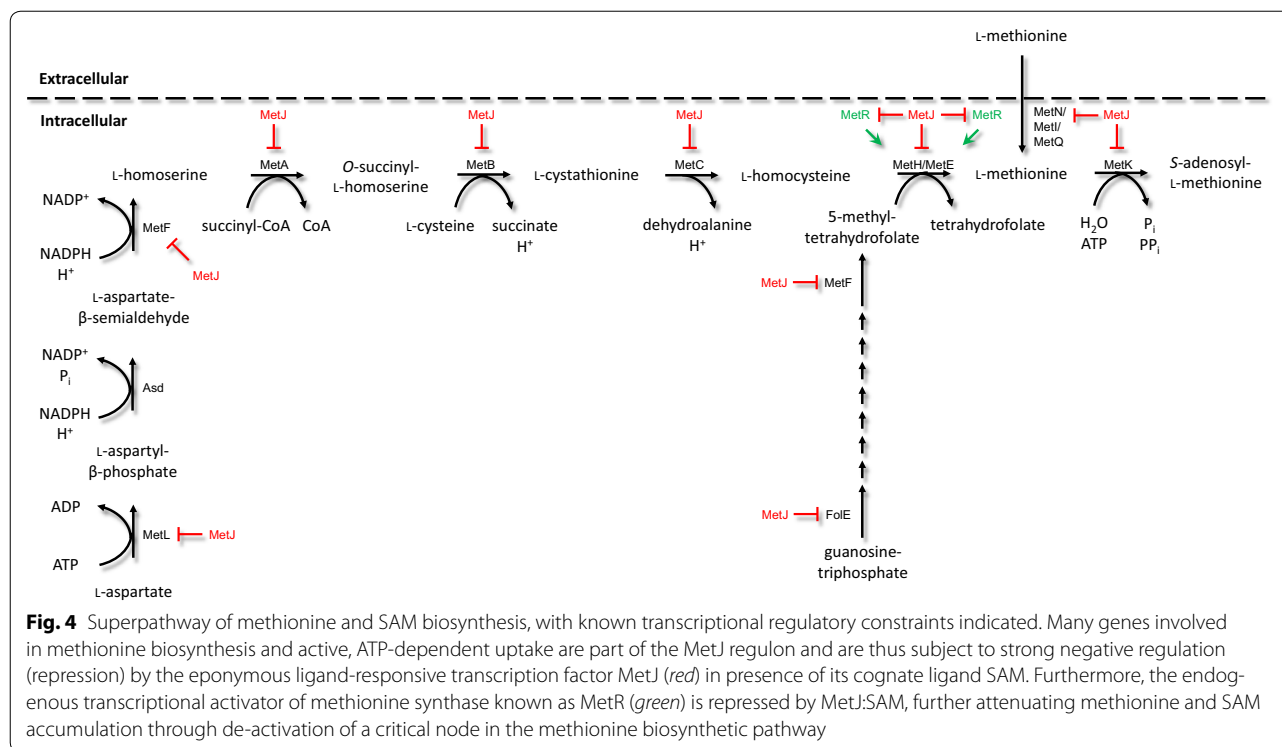 L-methionine
Extracellular
Intracellular
MetJ
MetJ
MetJ
MetR
MetJ
MetR
MetN/
MetI/
MetQ
MetJ
L-homoserine
MetA
O-succinyl-
L-homoserine
MetB
L-cystathionine
MetC
L-homocysteine
MetH/MetE
L-methionine
MetK
S-adenosyl-
L-methionine
NADP⁺
MetF
NADPH
H⁺
MetJ
succinyl-CoA
CoA
L-cysteine
succinate
H⁺
dehydroalanine
H⁺
5-methyl-
tetrahydrofolate
tetrahydrofolate
H₂O
ATP
Pᵢ
PPᵢ
L-aspartate-
β-semialdehyde
MetJ
MetF
NADP⁺
Pᵢ
Asd
NADPH
H⁺
L-aspartyl-
β-phosphate
ADP
MetL
MetJ
ATP
L-aspartate
MetJ
FolE
guanosine-
triphosphate
Fig. 4 Superpathway of methionine and SAM biosynthesis, with known transcriptional regulatory constraints indicated. Many genes involved
in methionine biosynthesis and active, ATP-dependent uptake are part of the MetJ regulon and are thus subject to strong negative regulation
(repression) by the eponymous ligand-responsive transcription factor MetJ (red) in presence of its cognate ligand SAM. Furthermore, the endog-
enous transcriptional activator of methionine synthase known as MetR (green) is repressed by MetJ:SAM, further attenuating methionine and SAM
accumulation through de-activation of a critical node in the methionine biosynthetic pathway